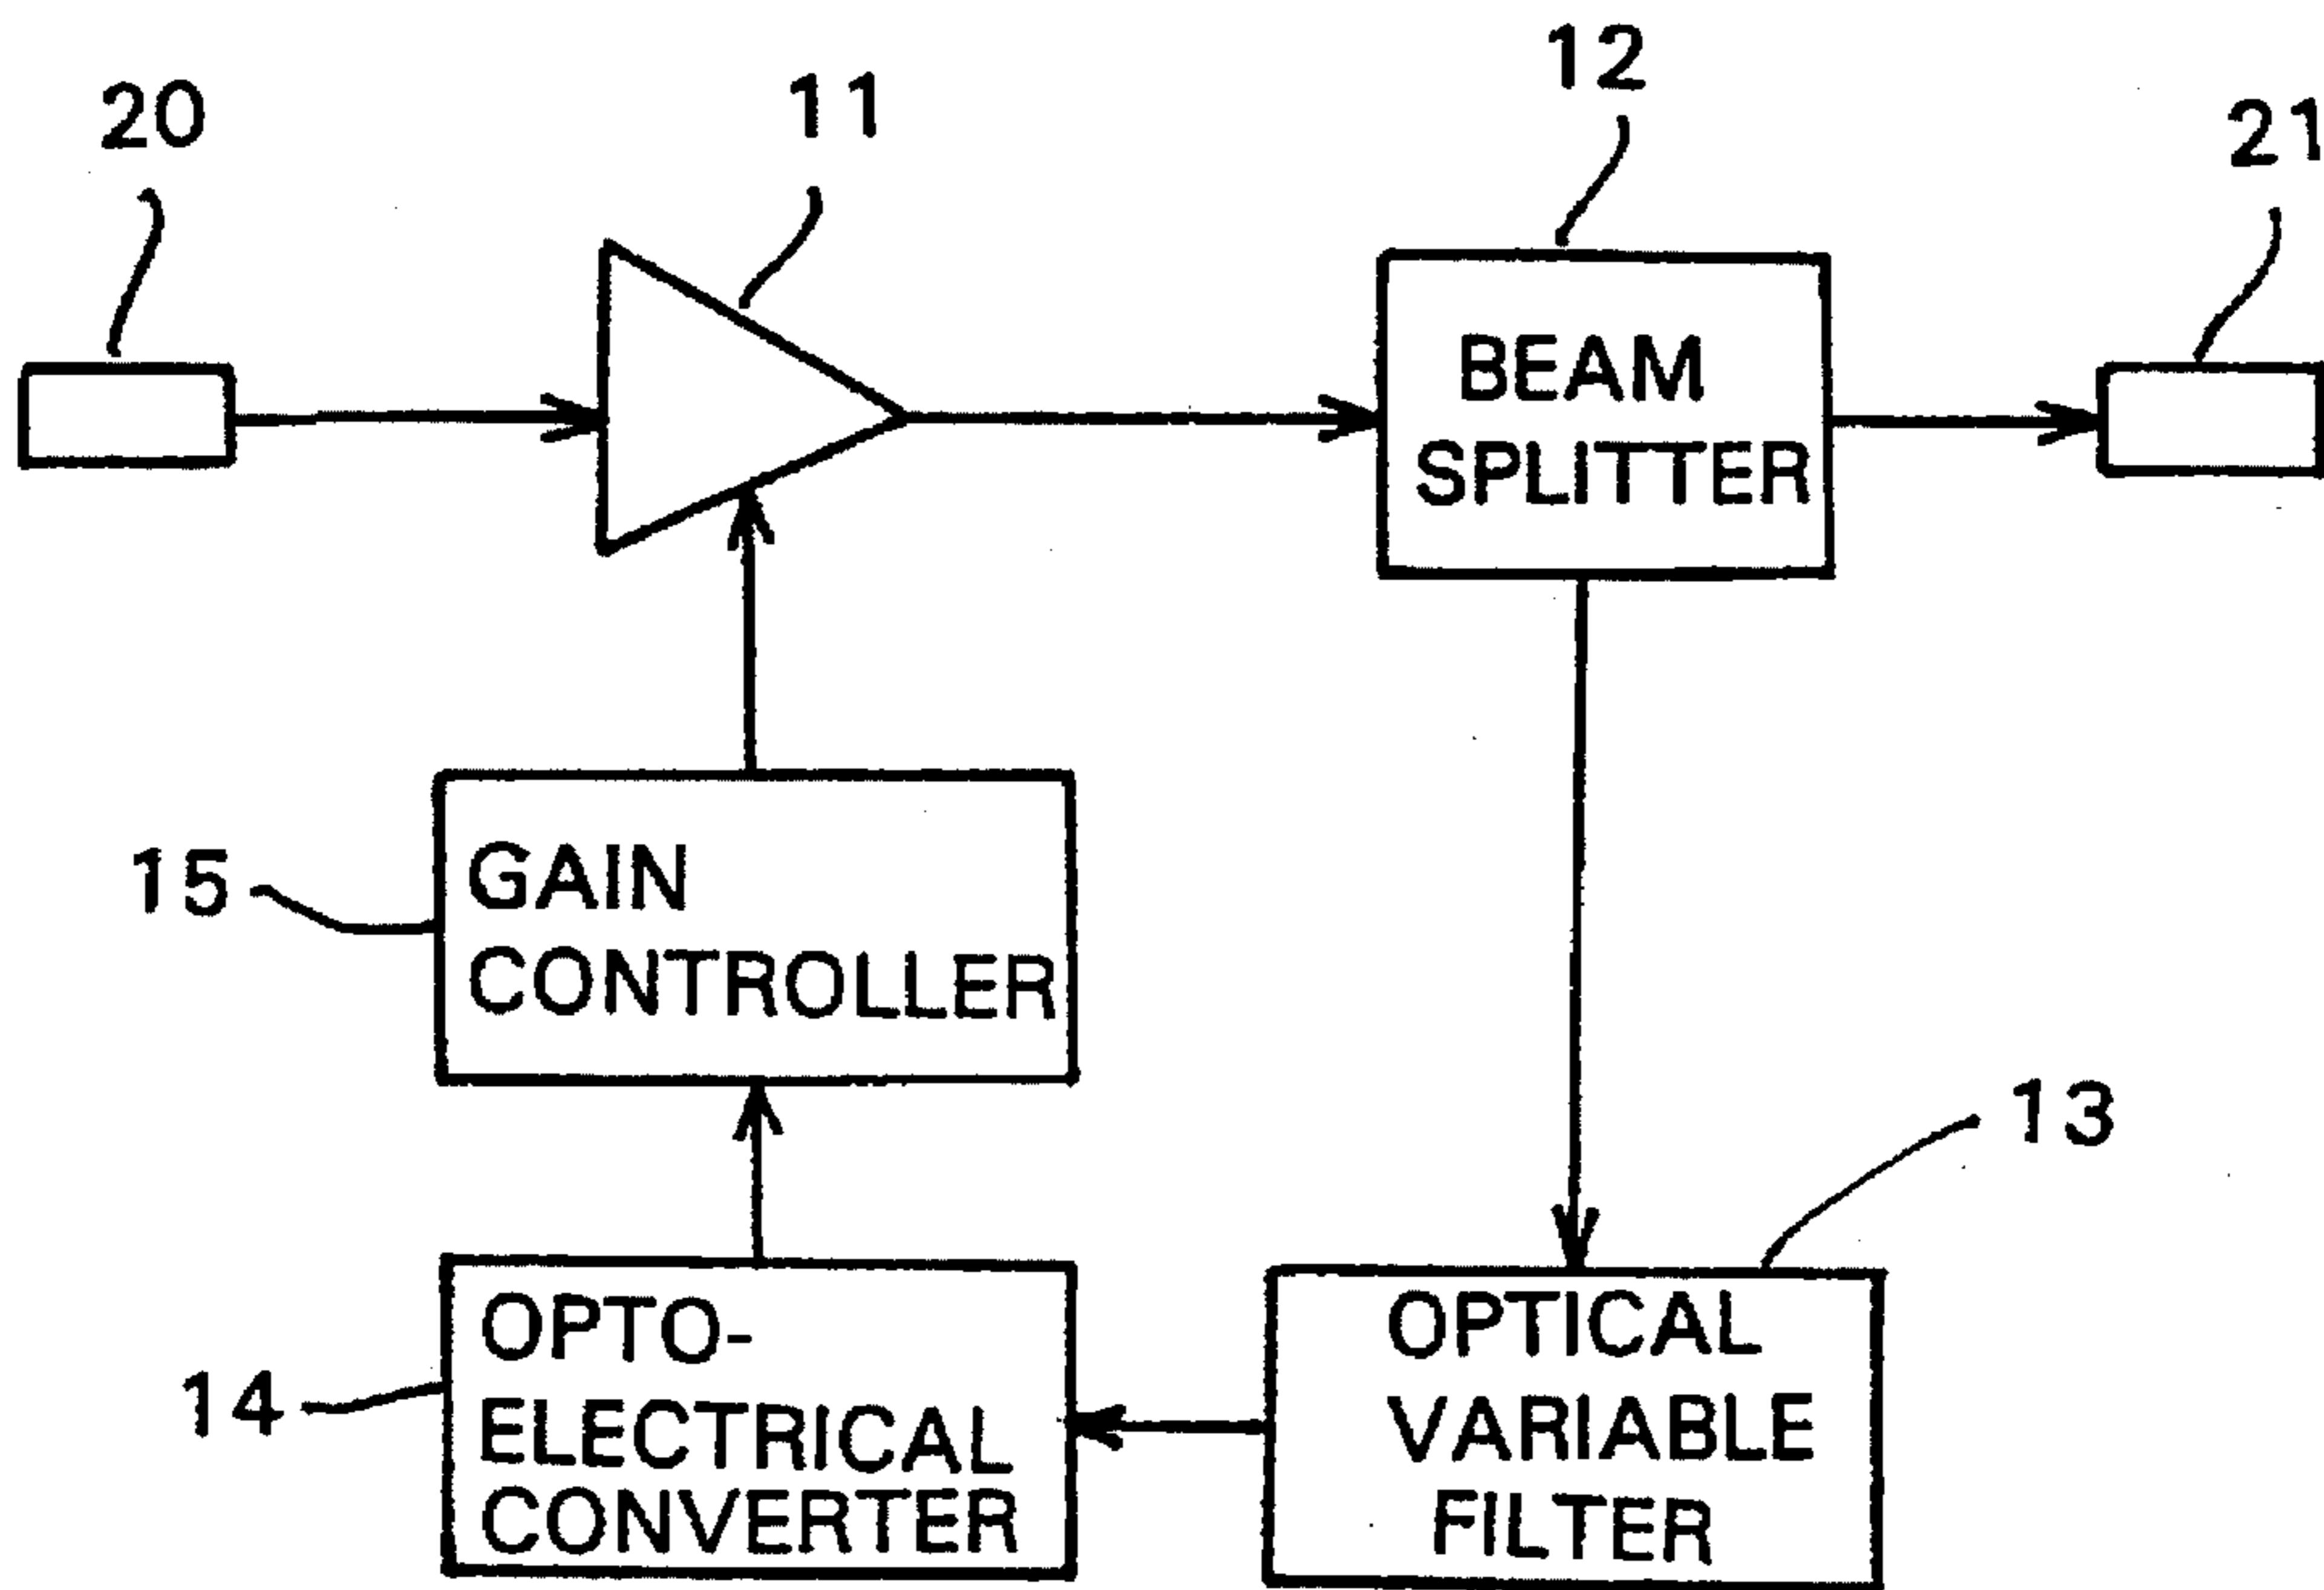 20
11
12
21
BEAM
SPLITTER
15
GAIN
CONTROLLER
13
14
OPTO-
ELECTRICAL
CONVERTER
OPTICAL
VARIABLE
FILTER